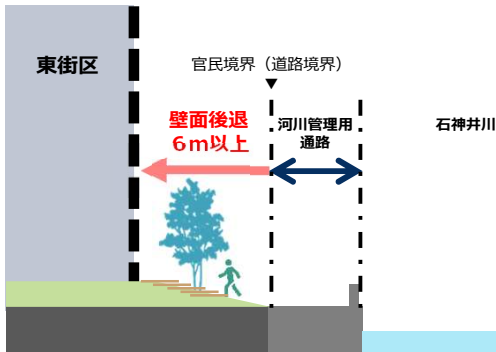 東街区
官民境界（道路境界）
壁面後退
６ｍ以上
河川管理用
通路
石神井川